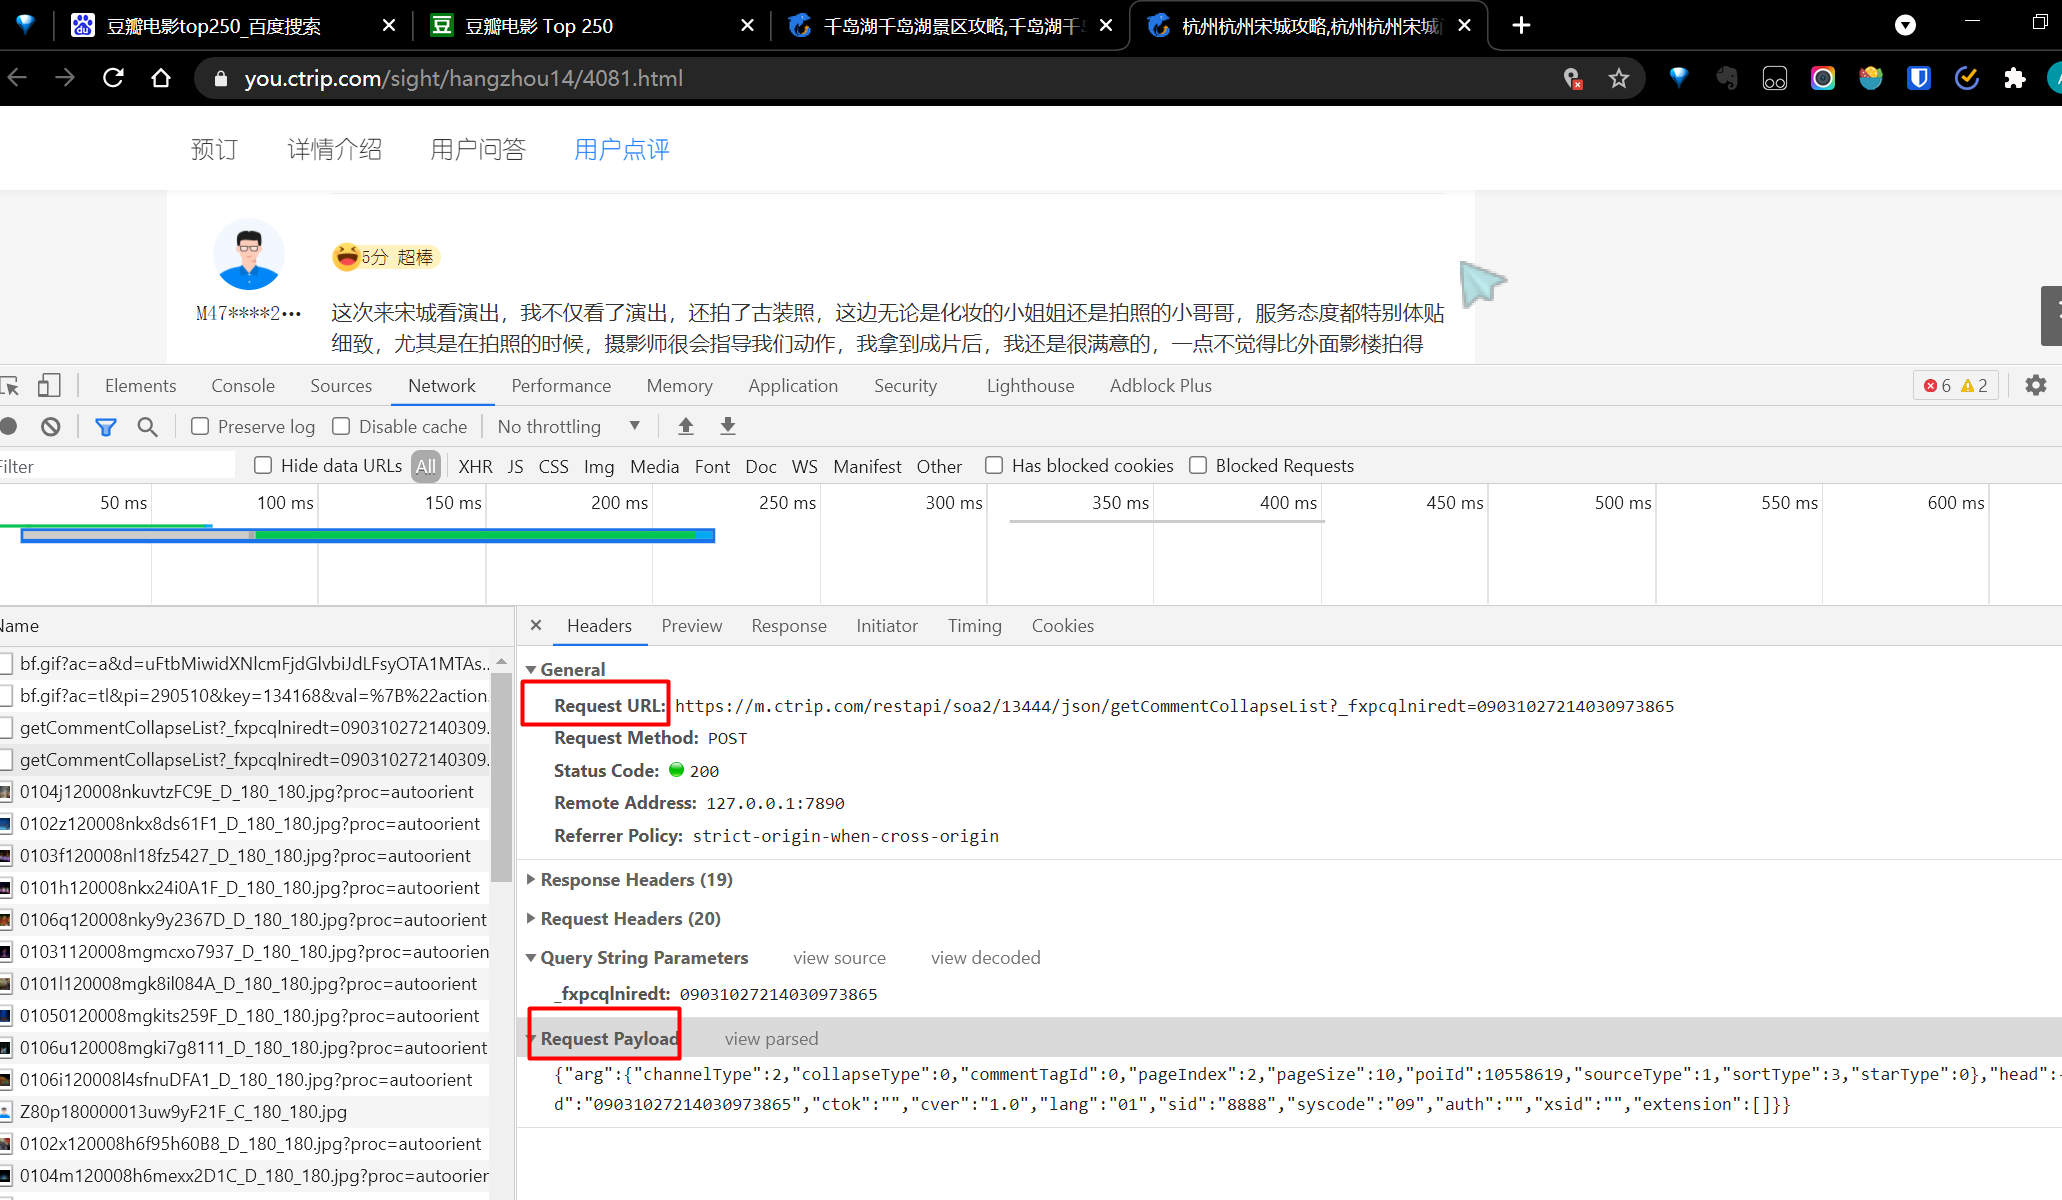 豆瓣电影top250_百度搜索
豆瓣电影 Top 250
千岛湖千岛湖景区攻略,千岛湖千
杭州杭州宋城攻略,杭州杭州宋城
you.ctrip.com/sight/hangzhou14/4081.html
预订 详情介绍 用户问答 用户点评
5分 超棒
M47****2•••
这次来宋城看演出，我不仅看了演出，还拍了古装照，这边无论是化妆的小姐姐还是拍照的小哥哥，服务态度都特别体贴
细致，尤其是在拍照的时候，摄影师很会指导我们动作，我拿到成片后，我还是很满意的，一点不觉得比外面影楼拍得
Elements Console Sources Network Performance Memory Application Security Lighthouse Adblock Plus 6 2
Preserve log Disable cache No throttling
Filter Hide data URLs All XHR JS CSS Img Media Font Doc WS Manifest Other Has blocked cookies Blocked Requests
50 ms 100 ms 150 ms 200 ms 250 ms 300 ms 350 ms 400 ms 450 ms 500 ms 550 ms 600 ms
Name
bf.gif?ac=a&d=uFtbMiwidXNlcmFjdGlvbiJdLFsyOTA1MTAs...
bf.gif?ac=tl&pi=290510&key=134168&val=%7B%22action
getCommentCollapseList?_fxpcqlniredt=090310272140309
getCommentCollapseList?_fxpcqlniredt=090310272140309
0104j120008nkuvtzFC9E_D_180_180.jpg?proc=autoorient
0102z120008nkx8ds61F1_D_180_180.jpg?proc=autoorient
0103f120008nl18fz5427_D_180_180.jpg?proc=autoorient
0101h120008nkx24i0A1F_D_180_180.jpg?proc=autoorient
0106q120008nky9y2367D_D_180_180.jpg?proc=autoorient
01031120008mgmcxo7937_D_180_180.jpg?proc=autoorien
0101l120008mgk8il084A_D_180_180.jpg?proc=autoorient
01050120008mgkits259F_D_180_180.jpg?proc=autoorient
0106u120008mgki7g8111_D_180_180.jpg?proc=autoorient
0106i120008l4sfnuDFA1_D_180_180.jpg?proc=autoorient
Z80p180000013uw9yF21F_C_180_180.jpg
0102x120008h6f95h60B8_D_180_180.jpg?proc=autoorient
0104m120008h6mexx2D1C_D_180_180.jpg?proc=autoorier
Headers Preview Response Initiator Timing Cookies
General
Request URL: https://m.ctrip.com/restapi/soa2/13444/json/getCommentCollapseList?_fxpcqlniredt=09031027214030973865
Request Method: POST
Status Code: 200
Remote Address: 127.0.0.1:7890
Referrer Policy: strict-origin-when-cross-origin
Response Headers (19)
Request Headers (20)
Query String Parameters view source view decoded
_fxpcqlniredt: 09031027214030973865
Request Payload view parsed
{"arg":{"channelType":2,"collapseType":0,"commentTagId":0,"pageIndex":2,"pageSize":10,"poiId":10558619,"sourceType":1,"sortType":3,"starType":0},"head":
d":"09031027214030973865","ctok":"","cver":"1.0","lang":"01","sid":"8888","syscode":"09","auth":"","xsid":"","extension":[]}}